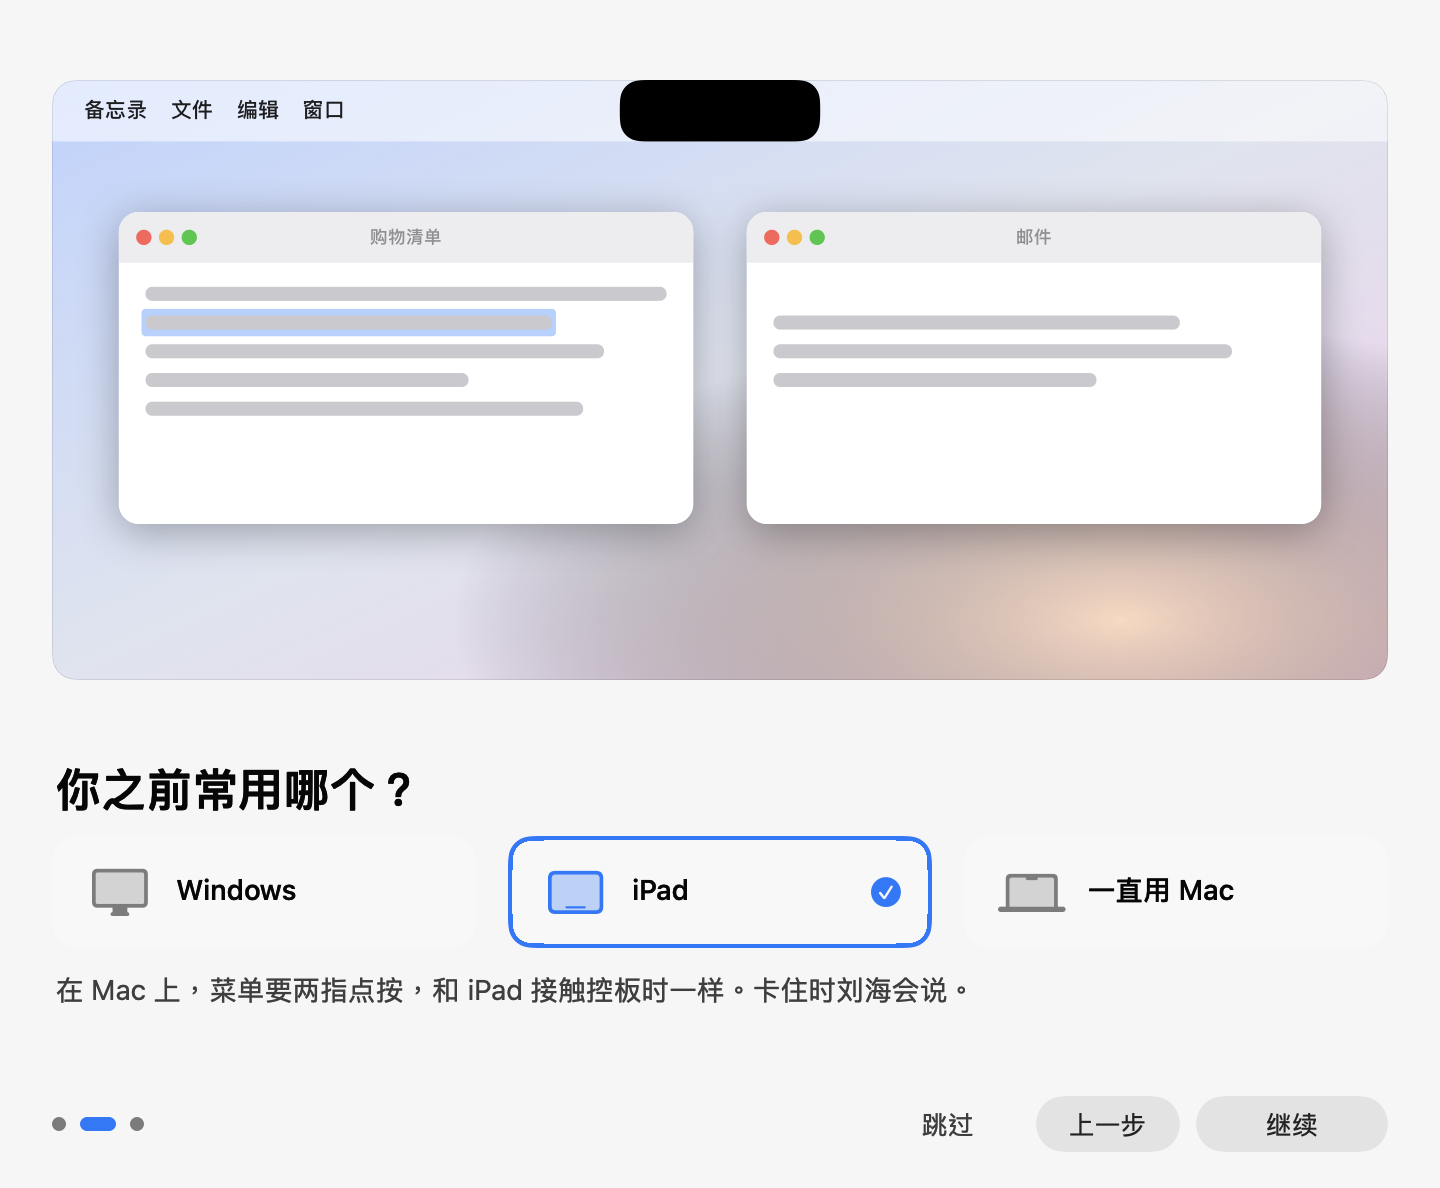 备忘录 文件 编辑 窗口
购物清单
邮件
你之前常用哪个？
Windows
iPad
一直用 Mac
在 Mac 上，菜单要两指点按，和 iPad 接触控板时一样。卡住时刘海会说。
跳过
上一步
继续